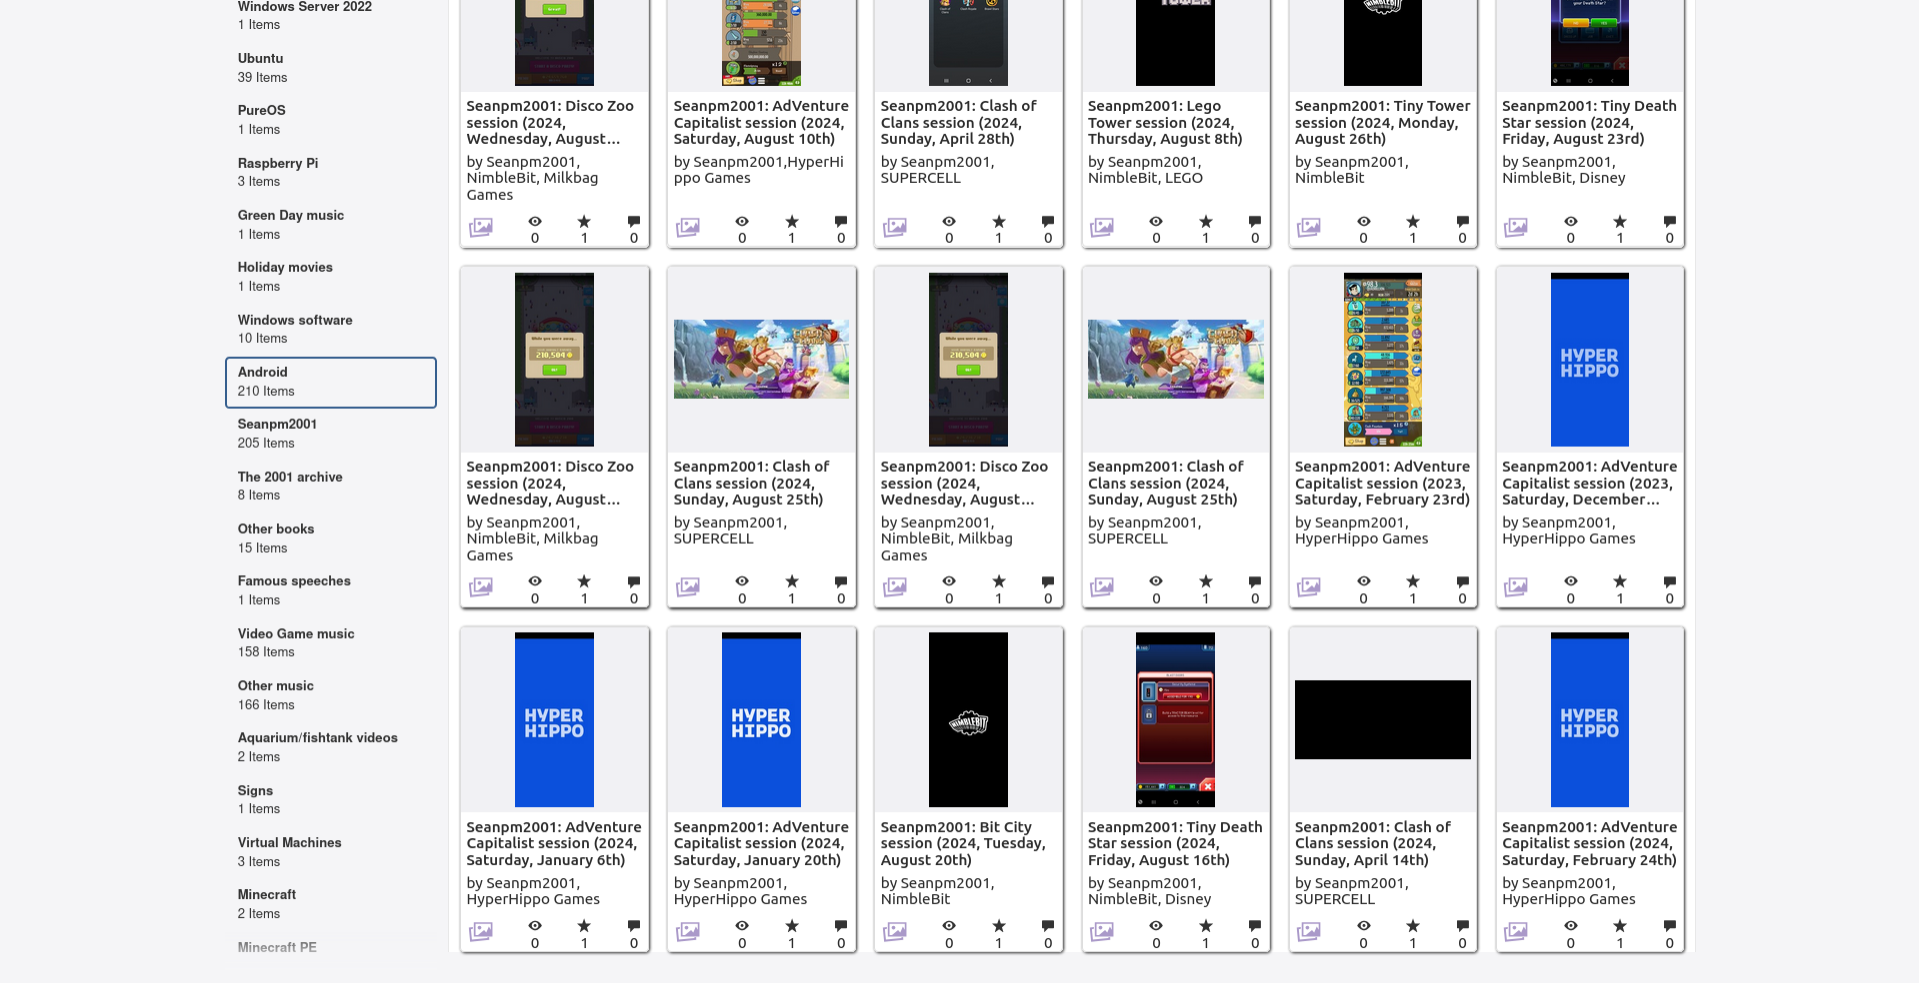 Windows Server 2022
1 Items
Ubuntu
39 Items
PureOS
1 Items
Raspberry Pi
3 Items
Green Day music
1 Items
Holiday movies
1 Items
Windows software
10 Items
Android
210 Items
Seanpm2001
205 Items
The 2001 archive
8 Items
Other books
15 Items
Famous speeches
1 Items
Video Game music
158 Items
Other music
166 Items
Aquarium/fishtank videos
2 Items
Signs
1 Items
Virtual Machines
3 Items
Minecraft
2 Items
Minecraft PE
TOWER
NIMBLEBIT
Seanpm2001: Disco Zoo
session (2024,
Wednesday, August...
by Seanpm2001,
NimbleBit, Milkbag
Games
0 1 0
Seanpm2001: AdVenture
Capitalist session (2024,
Saturday, August 10th)
by Seanpm2001,HyperHi
ppo Games
0 1 0
Seanpm2001: Clash of
Clans session (2024,
Sunday, April 28th)
by Seanpm2001,
SUPERCELL
0 1 0
Seanpm2001: Lego
Tower session (2024,
Thursday, August 8th)
by Seanpm2001,
NimbleBit, LEGO
0 1 0
Seanpm2001: Tiny Tower
session (2024, Monday,
August 26th)
by Seanpm2001,
NimbleBit
0 1 0
Seanpm2001: Tiny Death
Star session (2024,
Friday, August 23rd)
by Seanpm2001,
NimbleBit, Disney
0 1 0
While you were away...
210,504
Seanpm2001: Disco Zoo
session (2024,
Wednesday, August...
by Seanpm2001,
NimbleBit, Milkbag
Games
0 1 0
Seanpm2001: Clash of
Clans session (2024,
Sunday, August 25th)
by Seanpm2001,
SUPERCELL
0 1 0
While you were away...
210,504
Seanpm2001: Disco Zoo
session (2024,
Wednesday, August...
by Seanpm2001,
NimbleBit, Milkbag
Games
0 1 0
Seanpm2001: Clash of
Clans session (2024,
Sunday, August 25th)
by Seanpm2001,
SUPERCELL
0 1 0
Seanpm2001: AdVenture
Capitalist session (2023,
Saturday, February 23rd)
by Seanpm2001,
HyperHippo Games
0 1 0
HYPER
HIPPO
Seanpm2001: AdVenture
Capitalist session (2023,
Saturday, December...
by Seanpm2001,
HyperHippo Games
0 1 0
HYPER
HIPPO
Seanpm2001: AdVenture
Capitalist session (2024,
Saturday, January 6th)
by Seanpm2001,
HyperHippo Games
0 1 0
HYPER
HIPPO
Seanpm2001: AdVenture
Capitalist session (2024,
Saturday, January 20th)
by Seanpm2001,
HyperHippo Games
0 1 0
NIMBLEBIT
Seanpm2001: Bit City
session (2024, Tuesday,
August 20th)
by Seanpm2001,
NimbleBit
0 1 0
Seanpm2001: Tiny Death
Star session (2024,
Friday, August 16th)
by Seanpm2001,
NimbleBit, Disney
0 1 0
Seanpm2001: Clash of
Clans session (2024,
Sunday, April 14th)
by Seanpm2001,
SUPERCELL
0 1 0
HYPER
HIPPO
Seanpm2001: AdVenture
Capitalist session (2024,
Saturday, February 24th)
by Seanpm2001,
HyperHippo Games
0 1 0